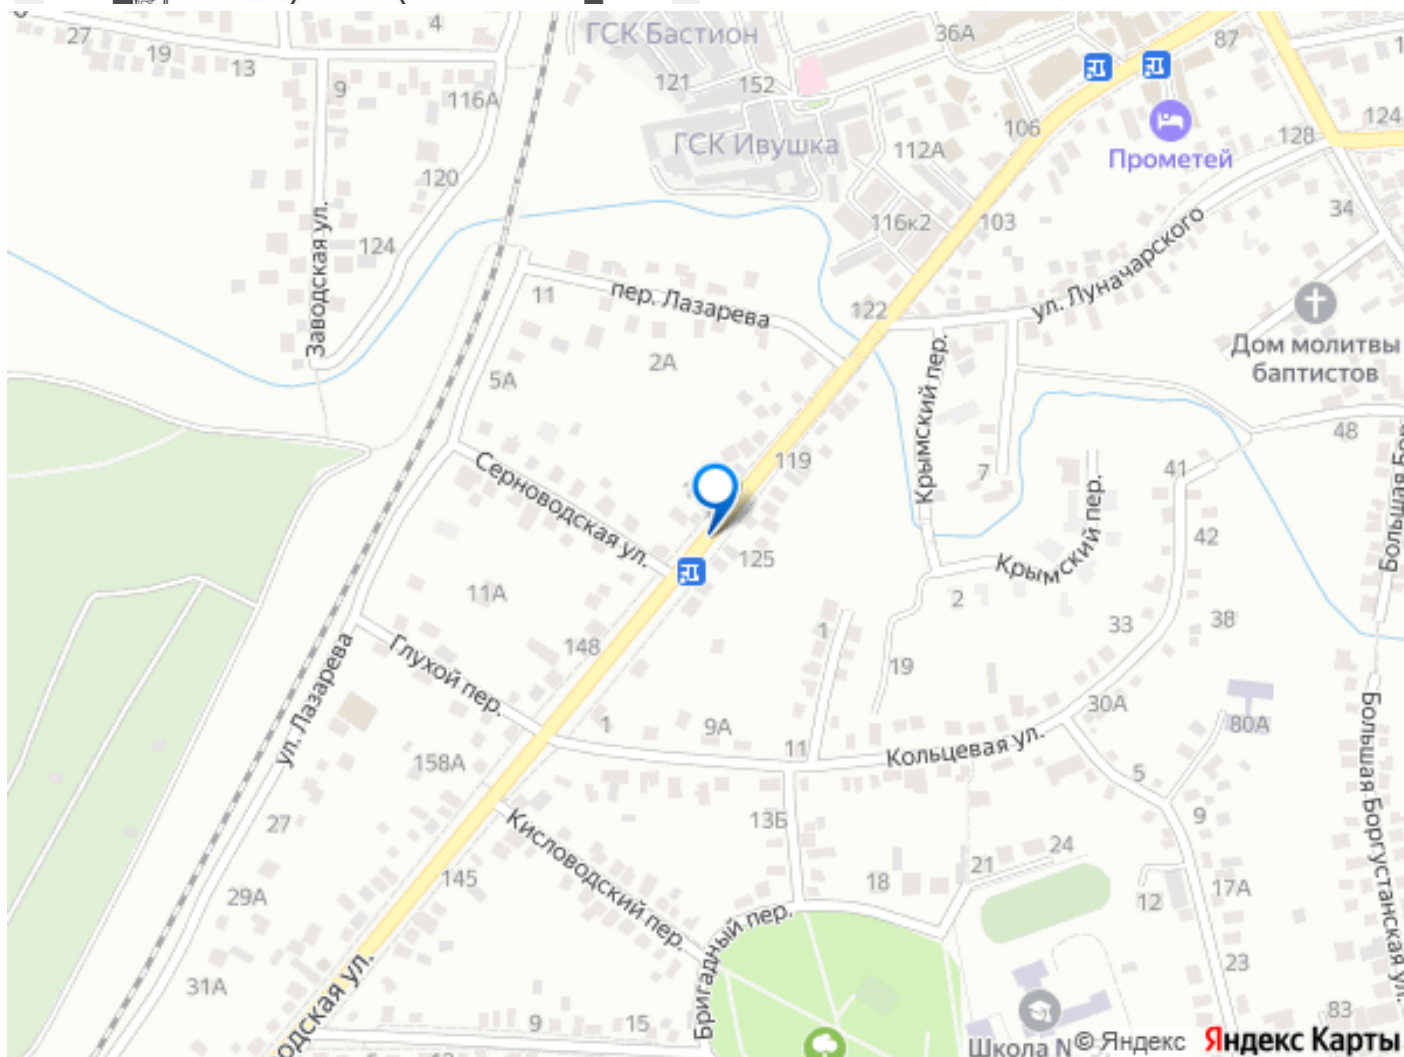 ГСК Бастион
4
36А
87
27
19
13
9
116А
121
152
106
124
128
ГСК Ивушка
112А
Прометей
120
34
Заводская ул.
124
116к2
103
ул. Луначарского
11
пер. Лазарева
122
2А
Дом молитвы
баптистов
5А
Крымский пер.
48
Серноводская ул.
119
7
41
Крымский пер.
42
125
11А
2
148
1
33
38
Глухой пер.
19
ул. Лазарева
1
9А
30А
80А
158А
11
Кольцевая ул.
5
Большая Боргустанская ул.
27
13Б
9
Кисловодский пер.
24
145
18
21
29А
12
17А
Бригадный пер.
31А
23
9
15
83
Школа №
© Яндекс
Яндекс Карты